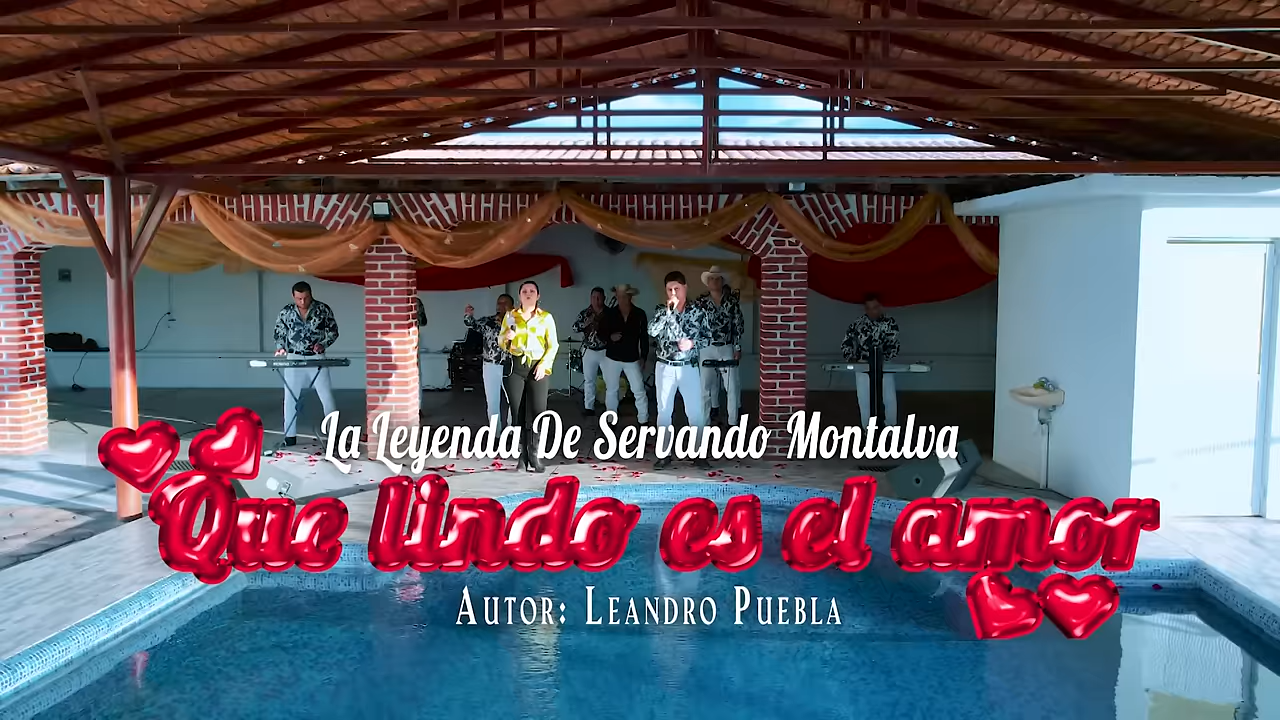 La Leyenda De Servando Montalva
Que lindo es el amor
Autor: Leandro Puebla